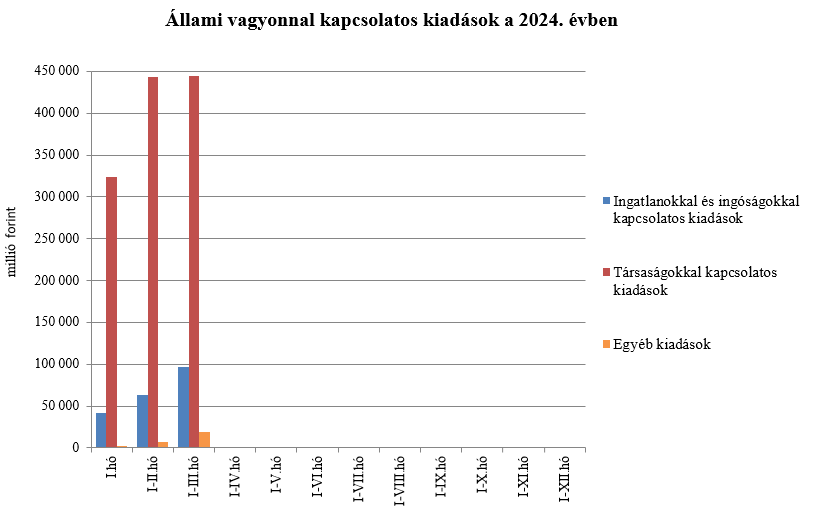 Állami vagyonnal kapcsolatos kiadások a 2024. évben
450 000
400 000
350 000
300 000
250 000
200 000
150 000
100 000
50 000
0
millió forint
I.hó
I-II.hó
I-III.hó
I-IV.hó
I-V.hó
I-VI.hó
I-VII.hó
I-VIII.hó
I-IX.hó
I-X.hó
I-XI.hó
I-XII.hó
Ingatlanokkal és ingóságokkal
kapcsolatos kiadások
Társaságokkal kapcsolatos
kiadások
Egyéb kiadások